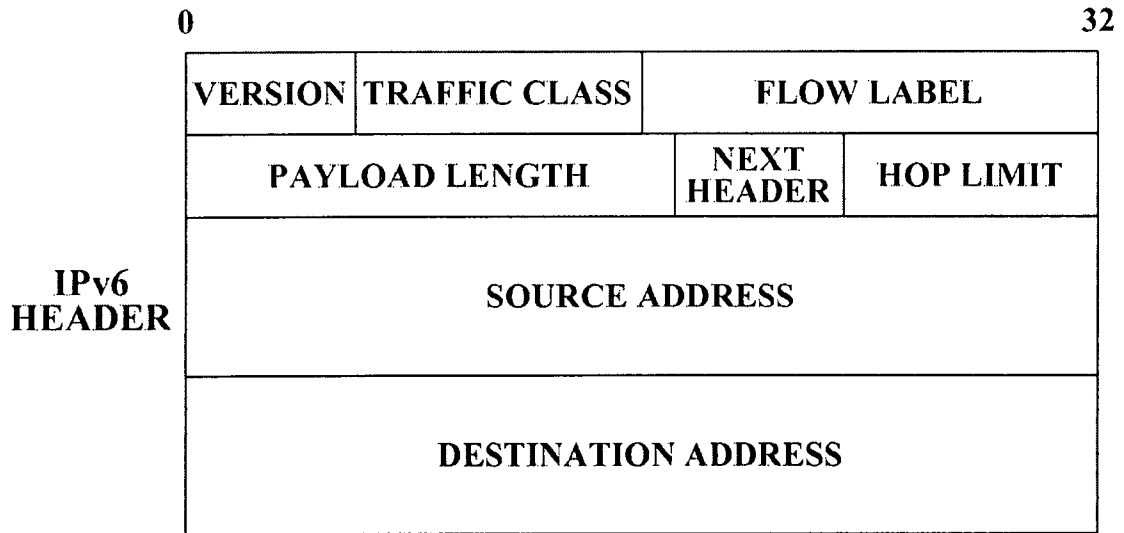 0 32
VERSION TRAFFIC CLASS FLOW LABEL
PAYLOAD LENGTH NEXT HEADER HOP LIMIT
IPv6
HEADER
SOURCE ADDRESS
DESTINATION ADDRESS